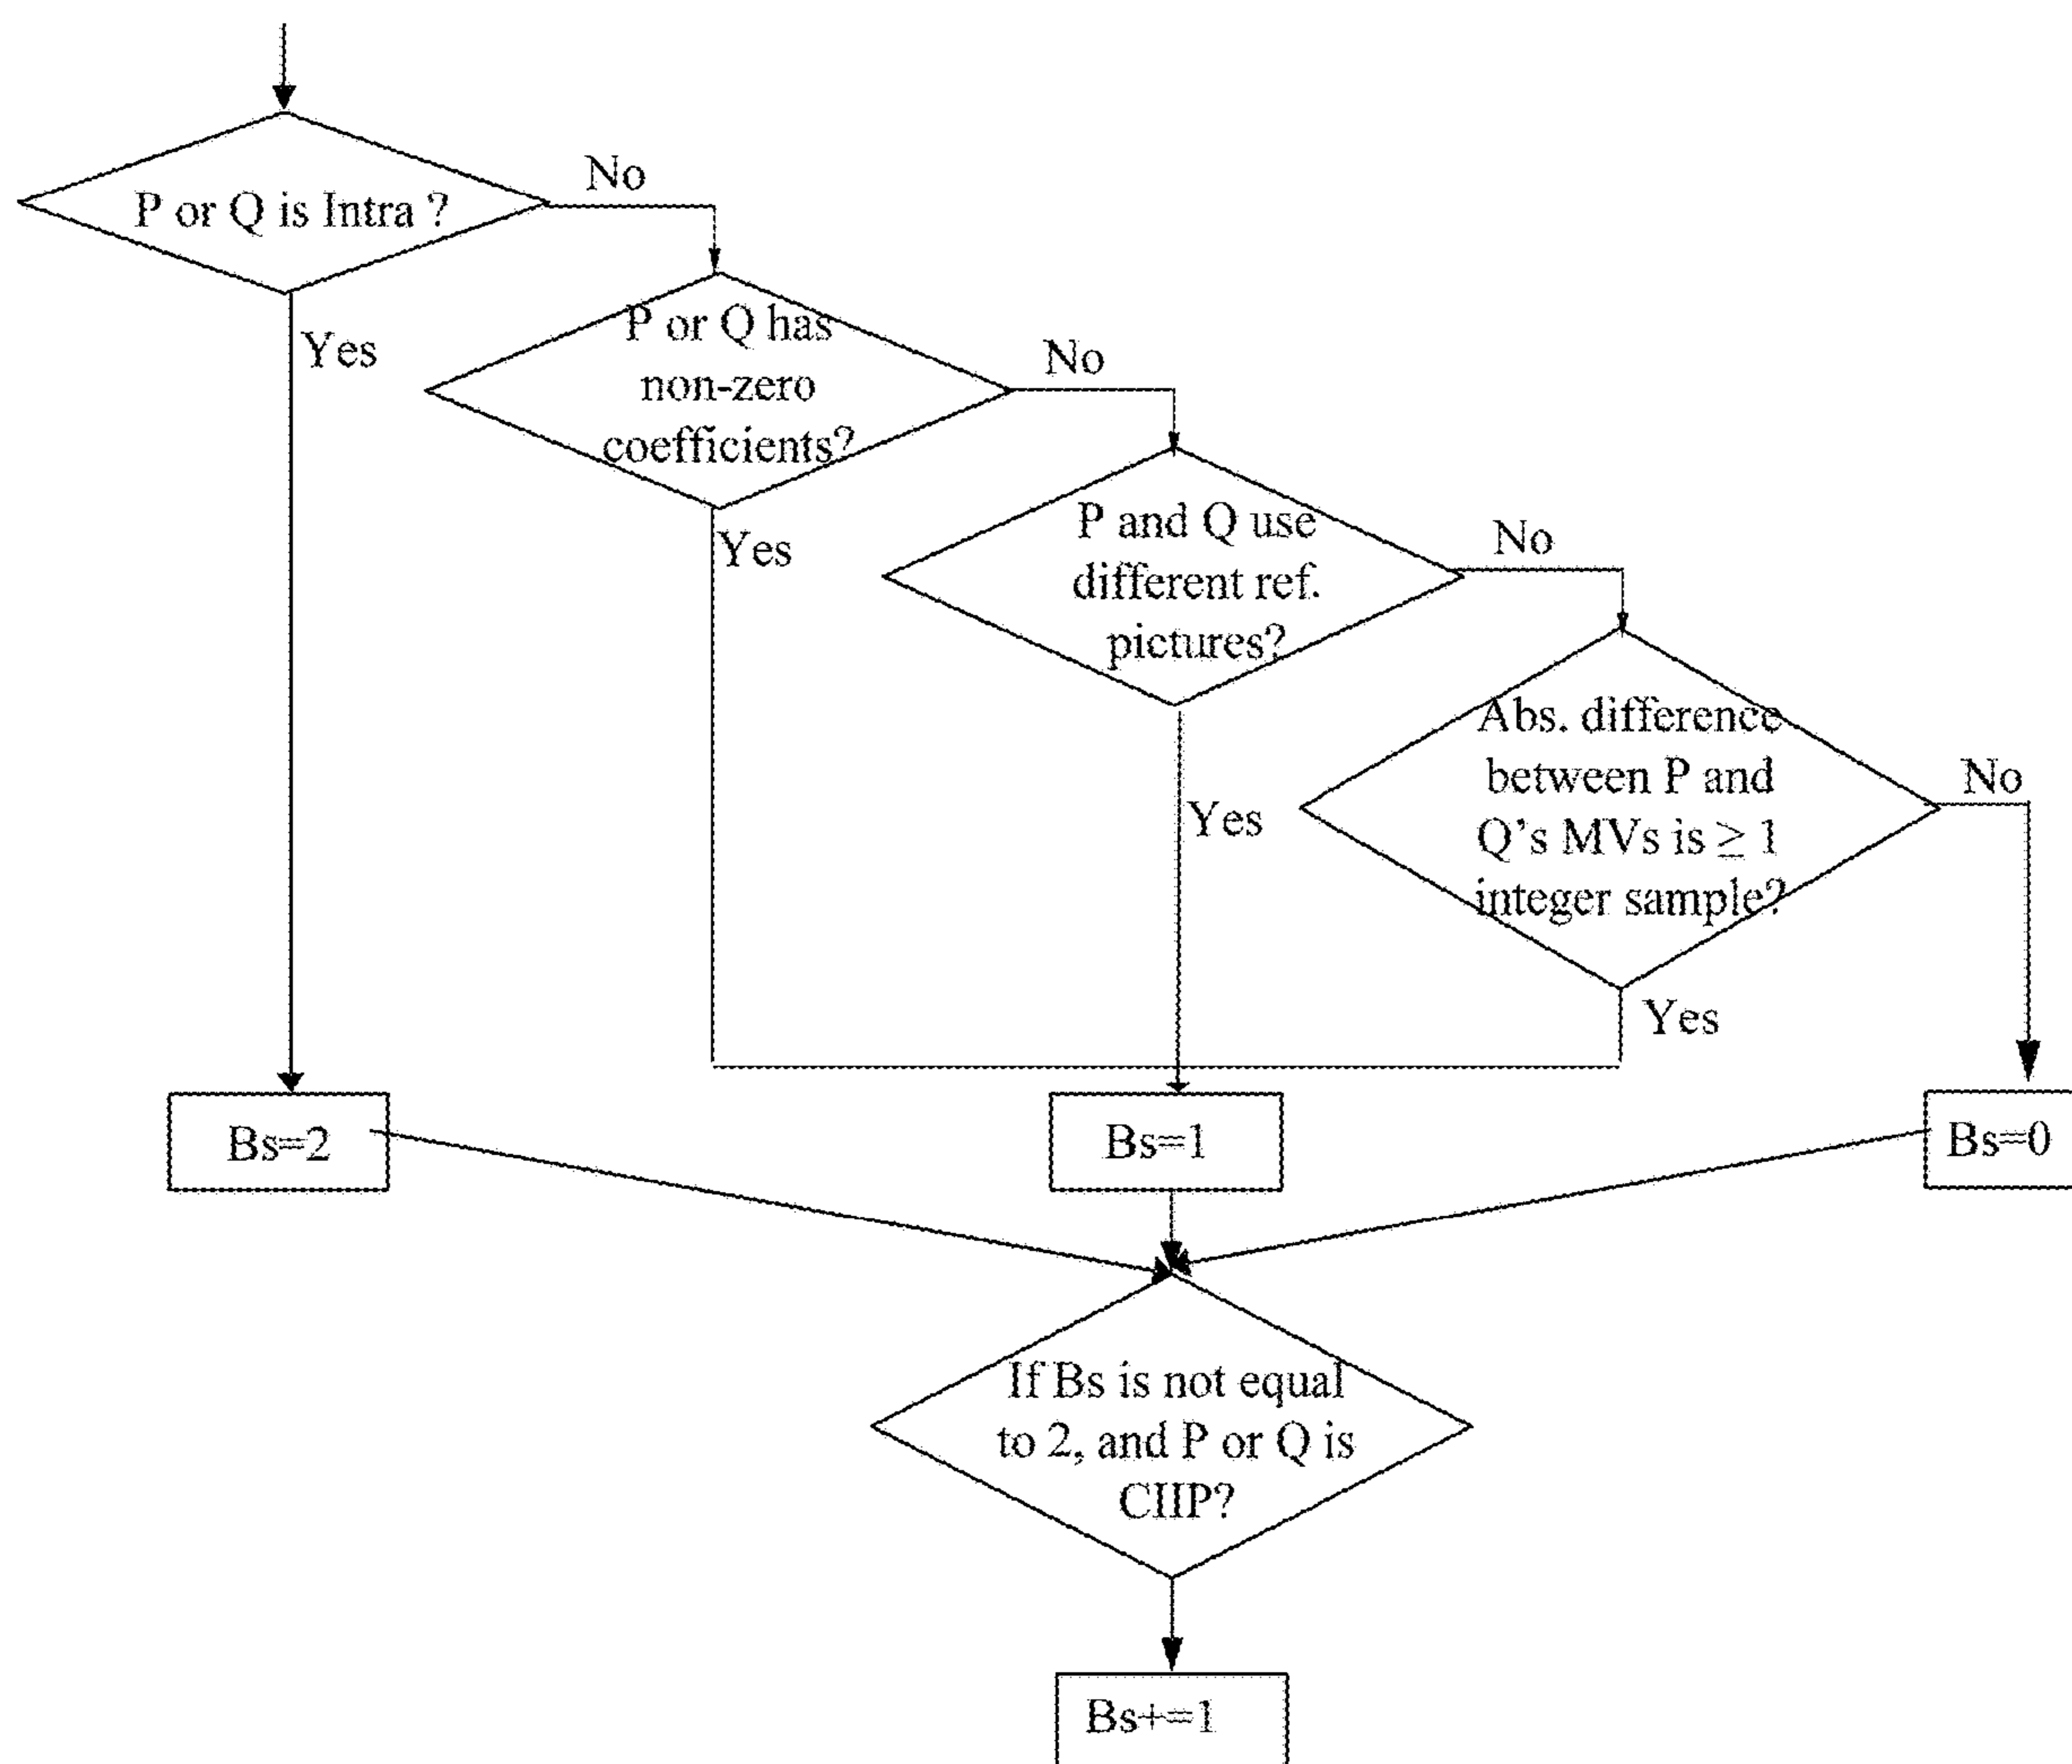 No
P or Q is Intra ?
Yes
P or Q has
non-zero
coefficients?
No
Yes
P and Q use
different ref.
pictures?
No
Yes
Abs. difference
between P and
Q's MVs is ≥ 1
integer sample?
No
Yes
Bs=2
Bs=1
Bs=0
If Bs is not equal
to 2, and P or Q is
CIIP?
Bs+=1